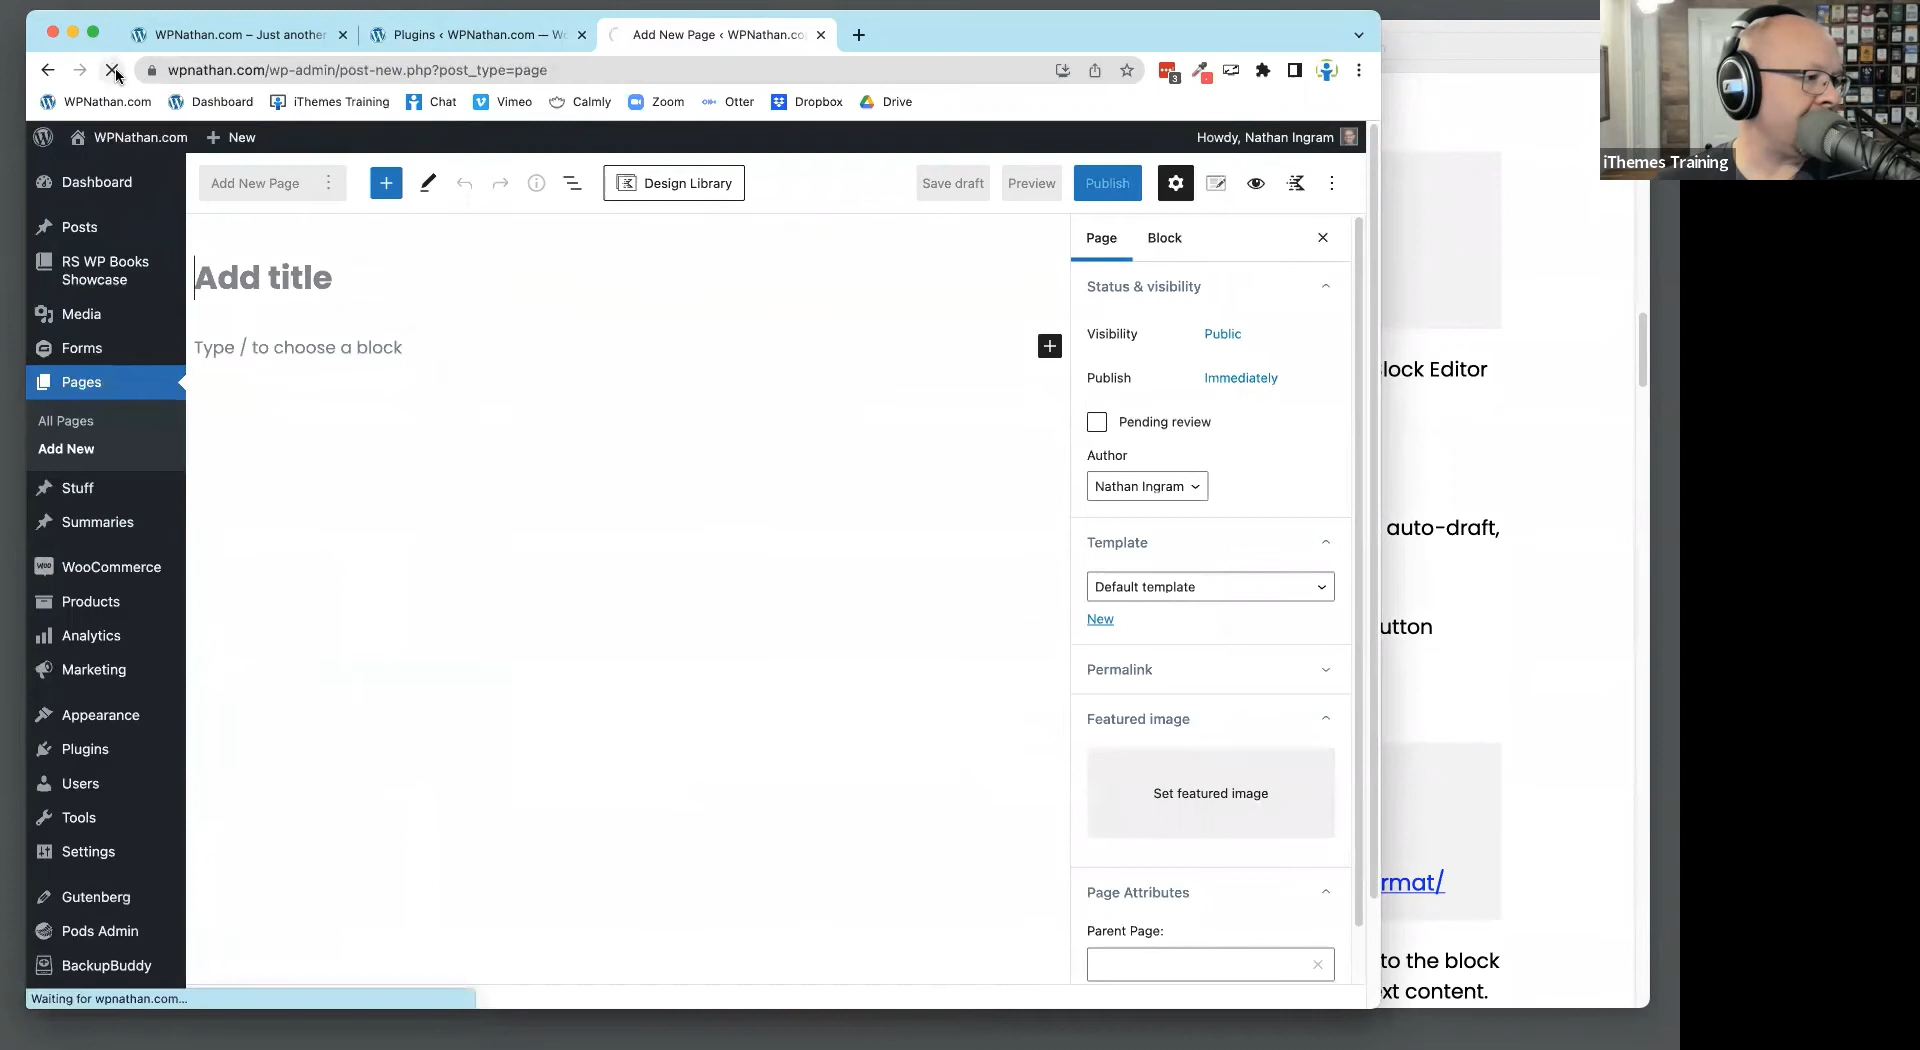 WPNathan.com – Just another
Plugins ‹ WPNathan.com — Wo
Add New Page ‹ WPNathan.co
wpnathan.com/wp-admin/post-new.php?post_type=page
3
WPNathan.com
Dashboard
iThemes Training
Chat
Vimeo
Calmly
Zoom
Otter
Dropbox
Drive
WPNathan.com
New
Howdy, Nathan Ingram
Dashboard
Posts
RS WP Books
Showcase
Media
Forms
Pages
All Pages
Add New
Stuff
Summaries
WooCommerce
Products
Analytics
Marketing
Appearance
Plugins
Users
Tools
Settings
Gutenberg
Pods Admin
BackupBuddy
Waiting for wpnathan.com...
Add New Page
Design Library
Save draft
Preview
Publish
Add title
Type / to choose a block
Page
Block
Status & visibility
Visibility
Public
Publish
Immediately
Pending review
Author
Nathan Ingram
Template
Default template
New
Permalink
Featured image
Set featured image
Page Attributes
Parent Page:
lock Editor
auto-draft,
utton
rmat/
to the block
ext content.
iThemes Training